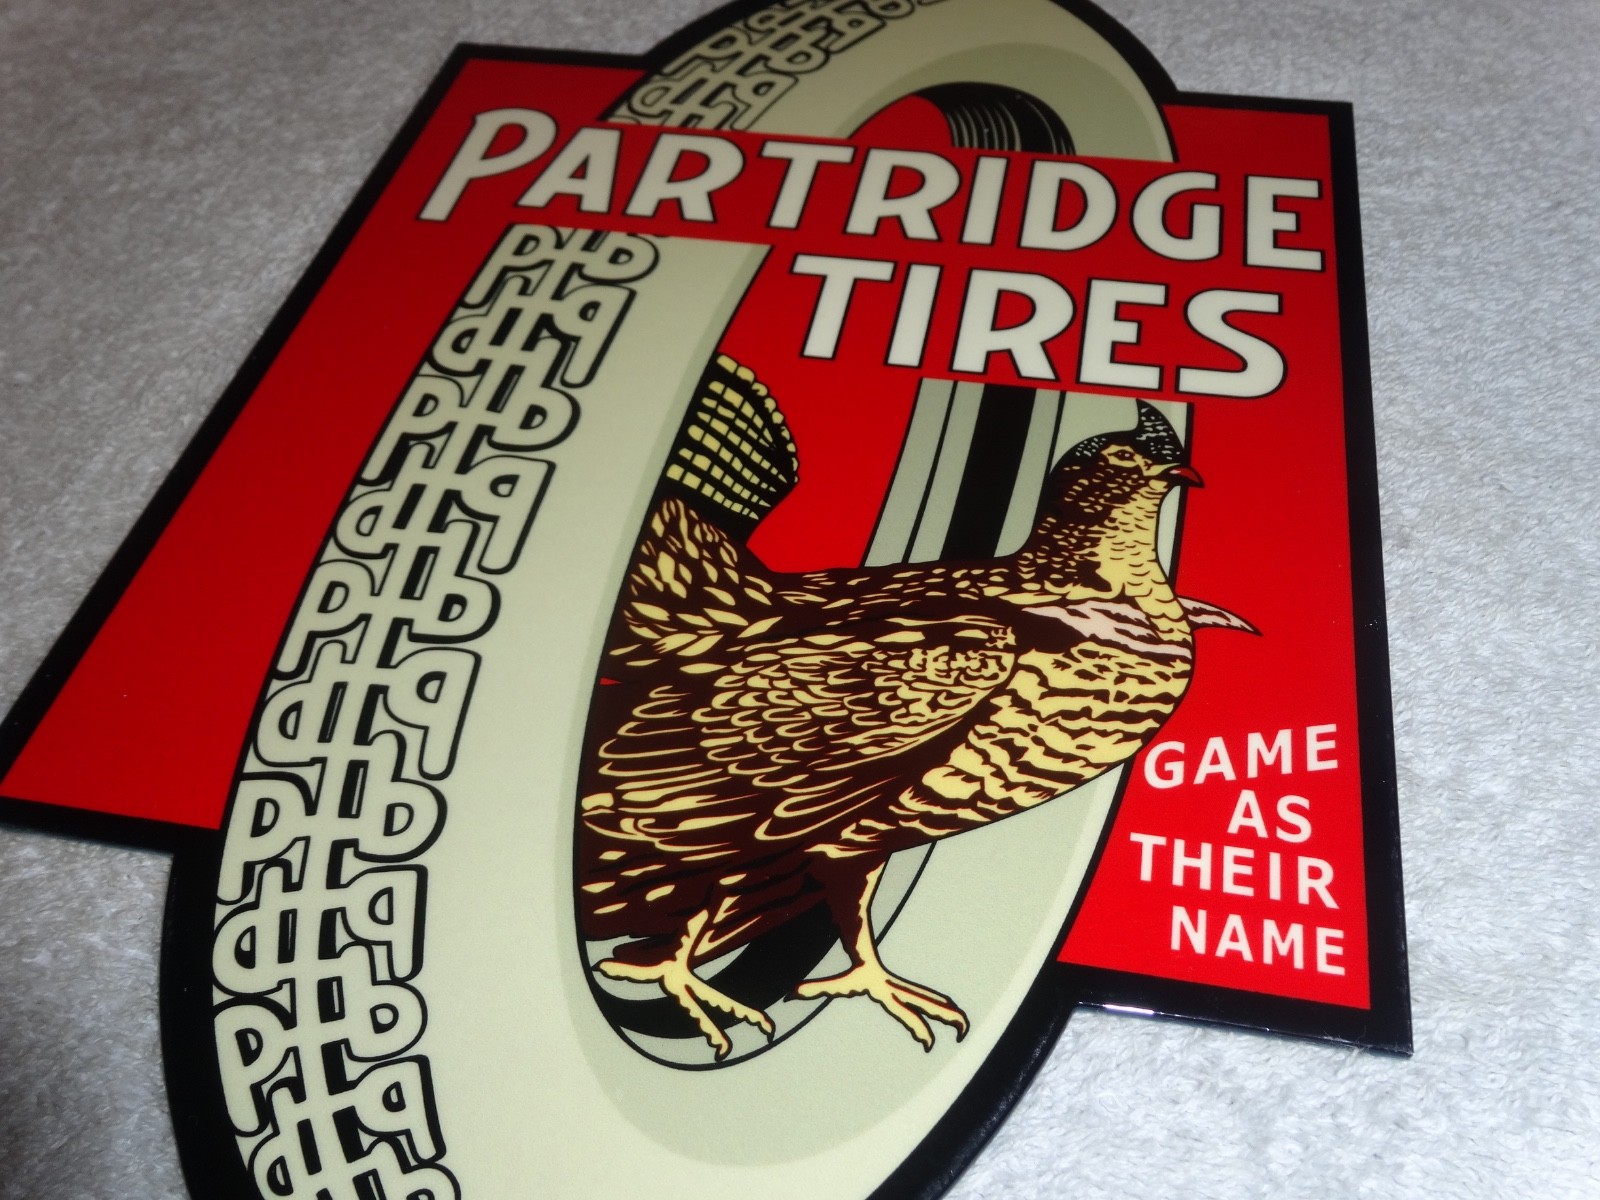 PARTRIDGE
TIRES
GAME
AS
THEIR
NAME